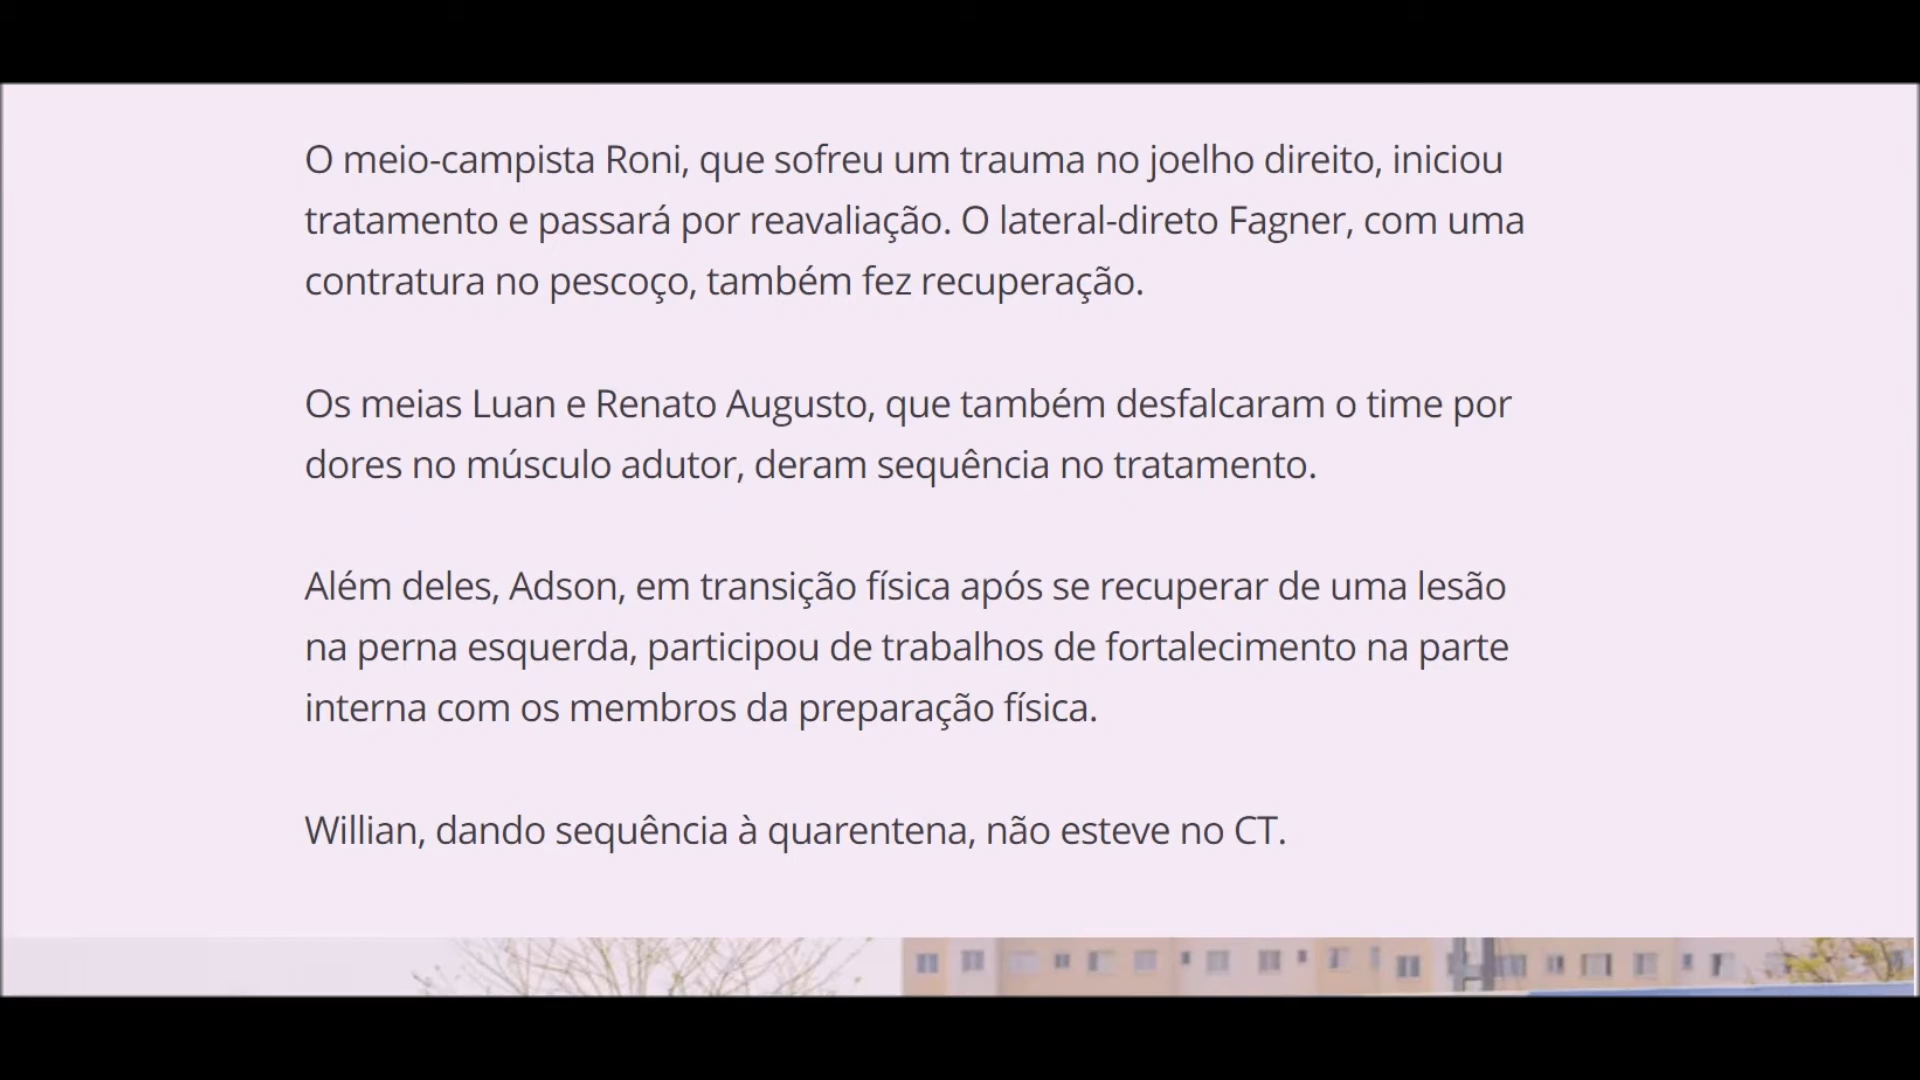 O meio-campista Roni, que sofreu um trauma no joelho direito, iniciou
tratamento e passará por reavaliação. O lateral-direto Fagner, com uma
contratura no pescoço, também fez recuperação.
Os meias Luan e Renato Augusto, que também desfalcaram o time por
dores no músculo adutor, deram sequência no tratamento.
Além deles, Adson, em transição física após se recuperar de uma lesão
na perna esquerda, participou de trabalhos de fortalecimento na parte
interna com os membros da preparação física.
Willian, dando sequência à quarentena, não esteve no CT.